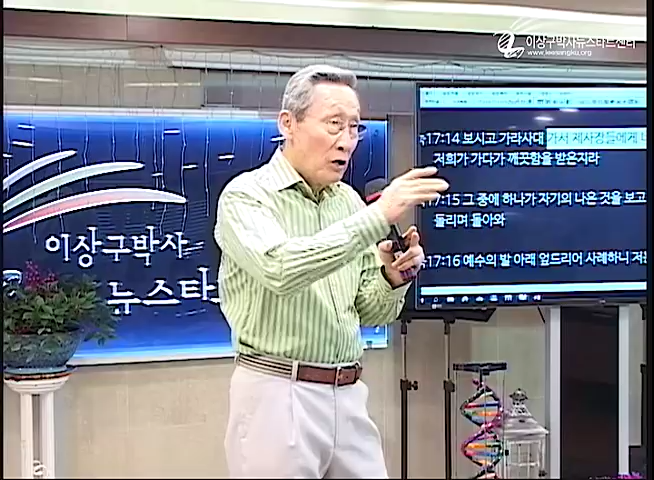 이상구박사뉴스타트센터
www.leesangku.org
17:14 보시고 가라사대 가서 제사장들에게
저희가 가다가 깨끗함을 받은지라
17:15 그 중에 하나가 자기의 나은 것을 보고
돌리며 돌아와
17:16 예수의 발 아래 엎드리어 사례하니
이상구박사
뉴스타트